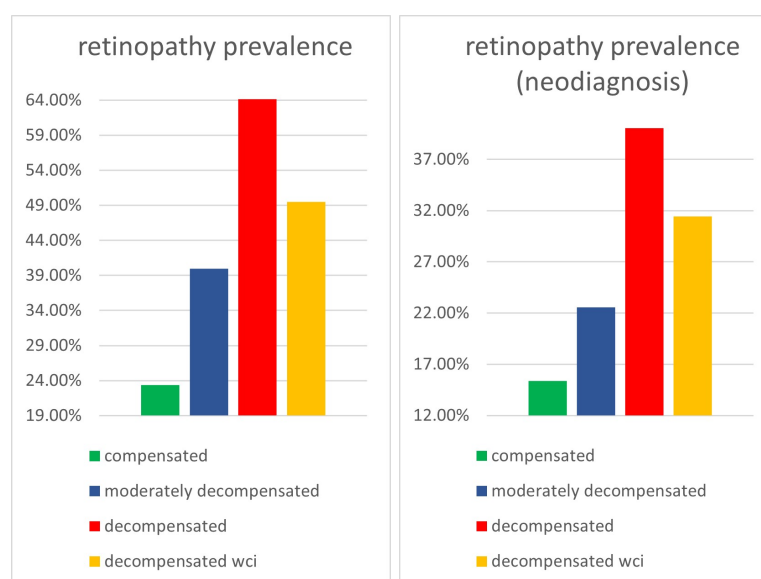 retinopathy prevalence
64.00%
59.00%
54.00%
49.00%
44.00%
39.00%
34.00%
29.00%
24.00%
19.00%
compensated
moderately decompensated
decompensated
decompensated wci
retinopathy prevalence
(neodiagnosis)
37.00%
32.00%
27.00%
22.00%
17.00%
12.00%
compensated
moderately decompensated
decompensated
decompensated wci